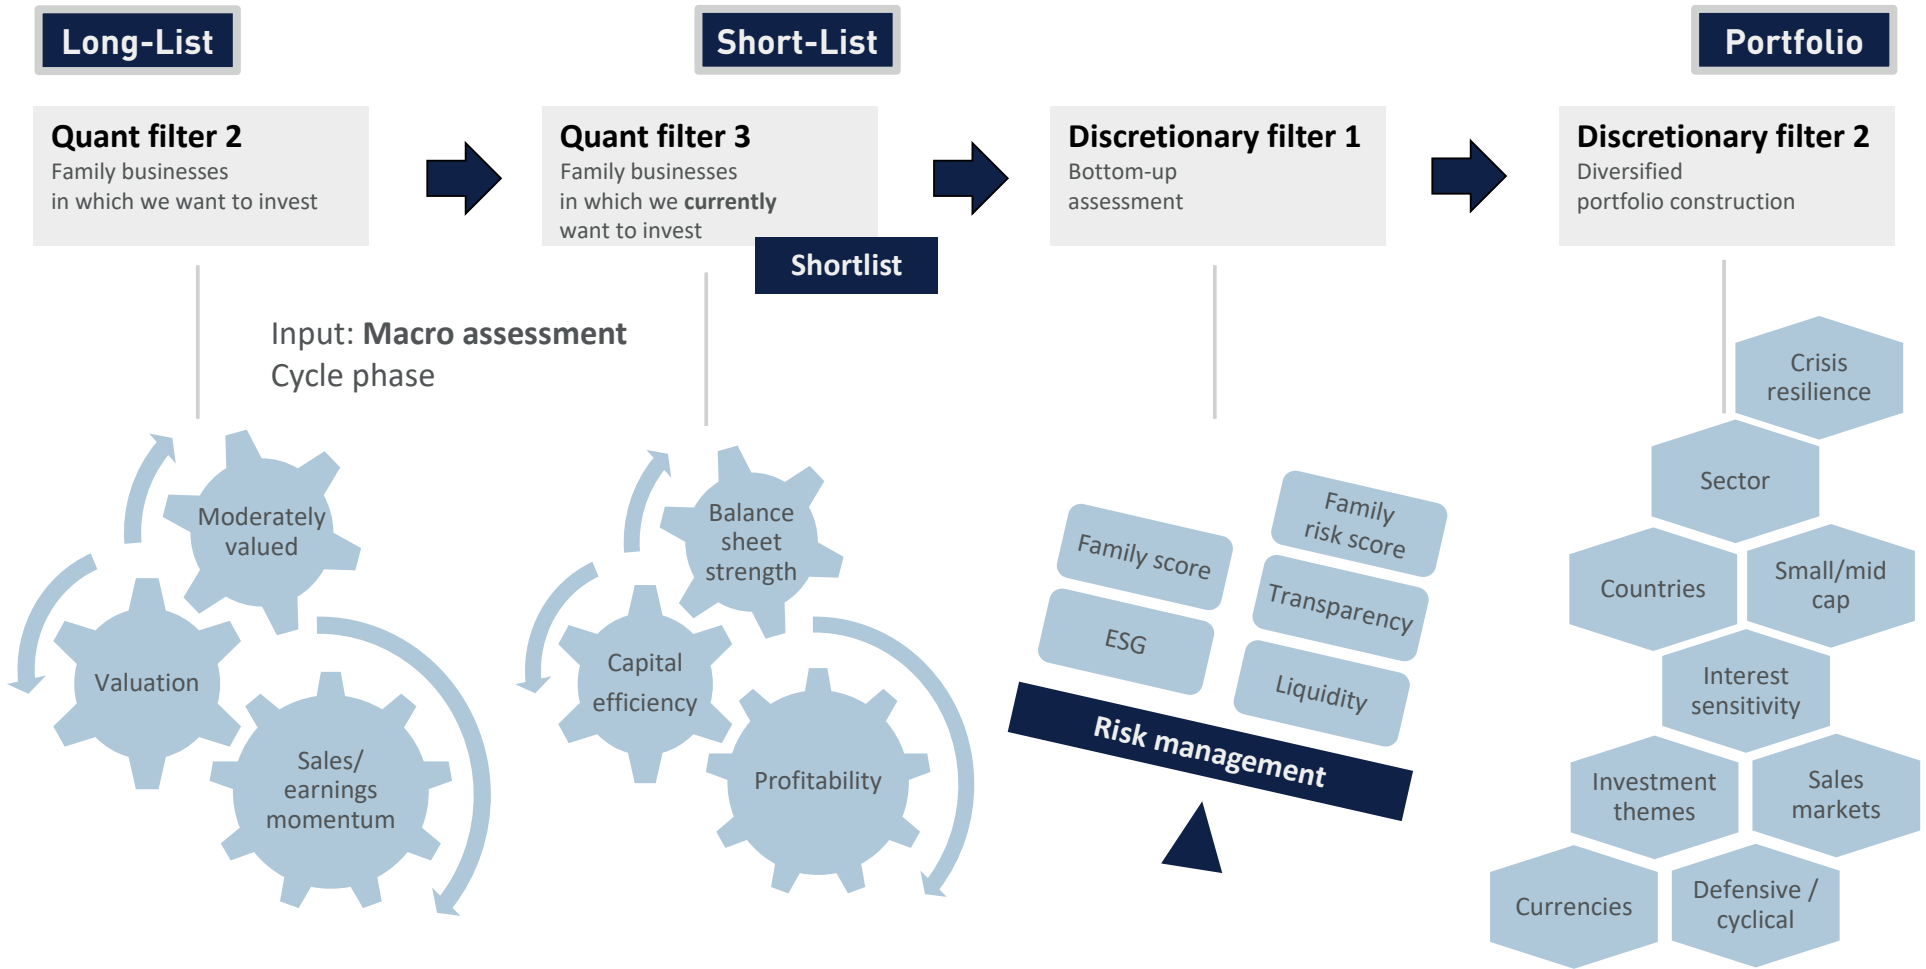 Long-List
Short-List
Portfolio
Quant filter 2
Family businesses
in which we want to invest
Quant filter 3
Family businesses
in which we currently
want to invest
Shortlist
Discretionary filter 1
Bottom-up
assessment
Discretionary filter 2
Diversified
portfolio construction
Input: Macro assessment
Cycle phase
Moderately
valued
Valuation
Sales/
earnings
momentum
Balance
sheet
strength
Capital
efficiency
Profitability
Family score
ESG
Family
risk score
Transparency
Liquidity
Risk management
Crisis
resilience
Sector
Countries
Small/mid
cap
Interest
sensitivity
Investment
themes
Sales
markets
Currencies
Defensive /
cyclical